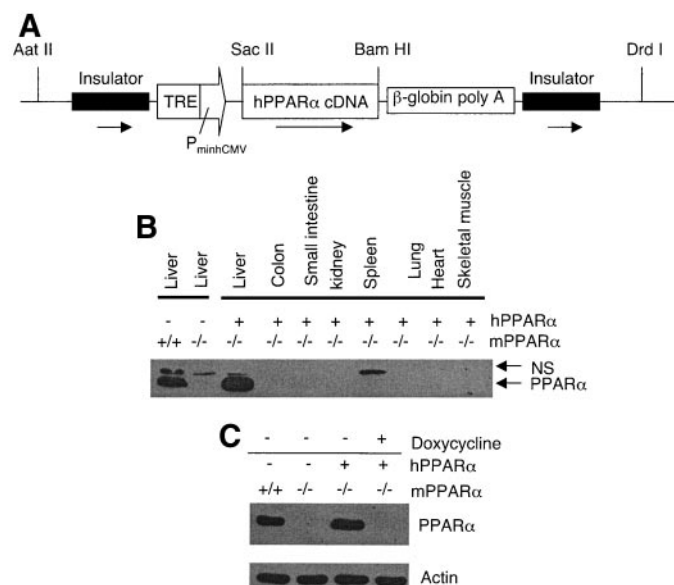 A
Aat II
Sac II
Bam HI
Drd I
Insulator
TRE
hPPARα cDNA
β-globin poly A
Insulator
PminhCMV
B
Liver
Liver
Liver
Colon
Small intestine
kidney
Spleen
Lung
Heart
Skeletal muscle
- - + + + + + + + + hPPARα
+/+ -/- -/- -/- -/- -/- -/- -/- -/- -/- mPPARα
NS
PPARα
C
- - - + Doxycycline
- - + + hPPARα
+/+ -/- -/- -/- mPPARα
PPARα
Actin